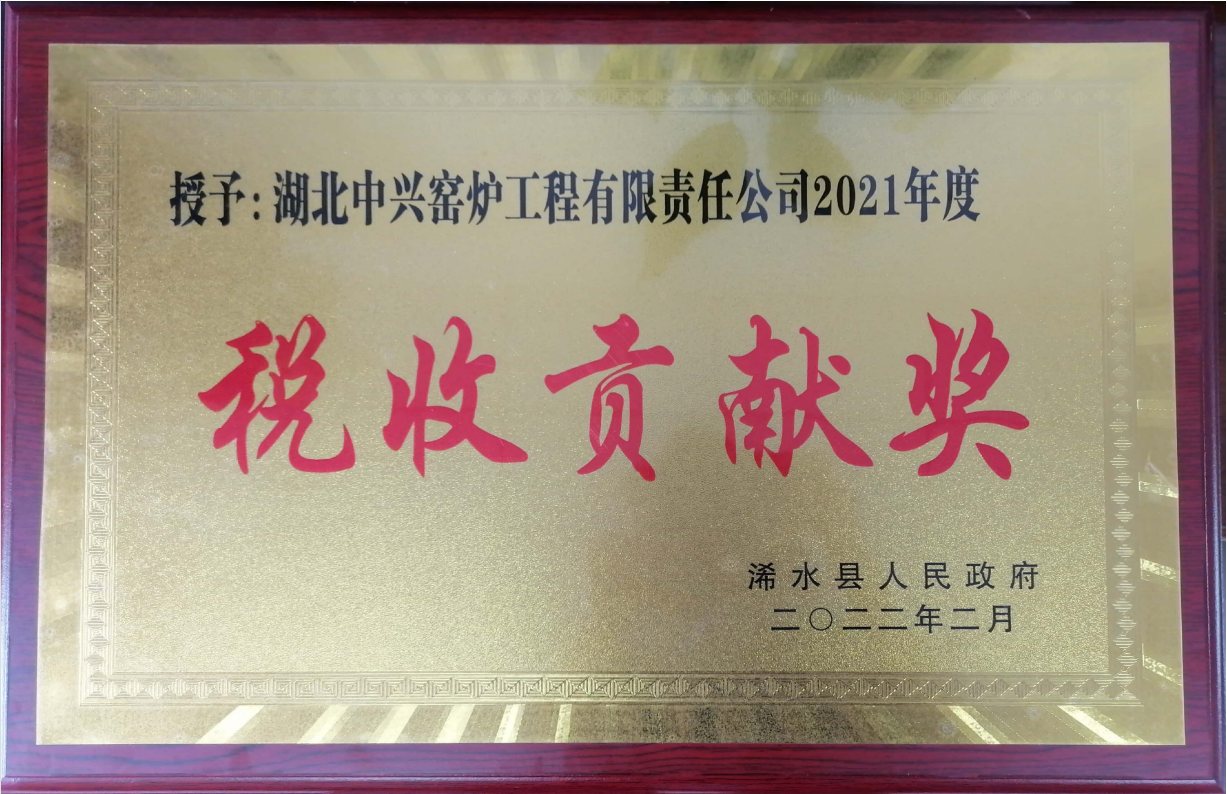 授予:湖北中兴窑炉工程有限责任公司2021年度
税收贡献奖
浠水县人民政府
二〇二二年二月